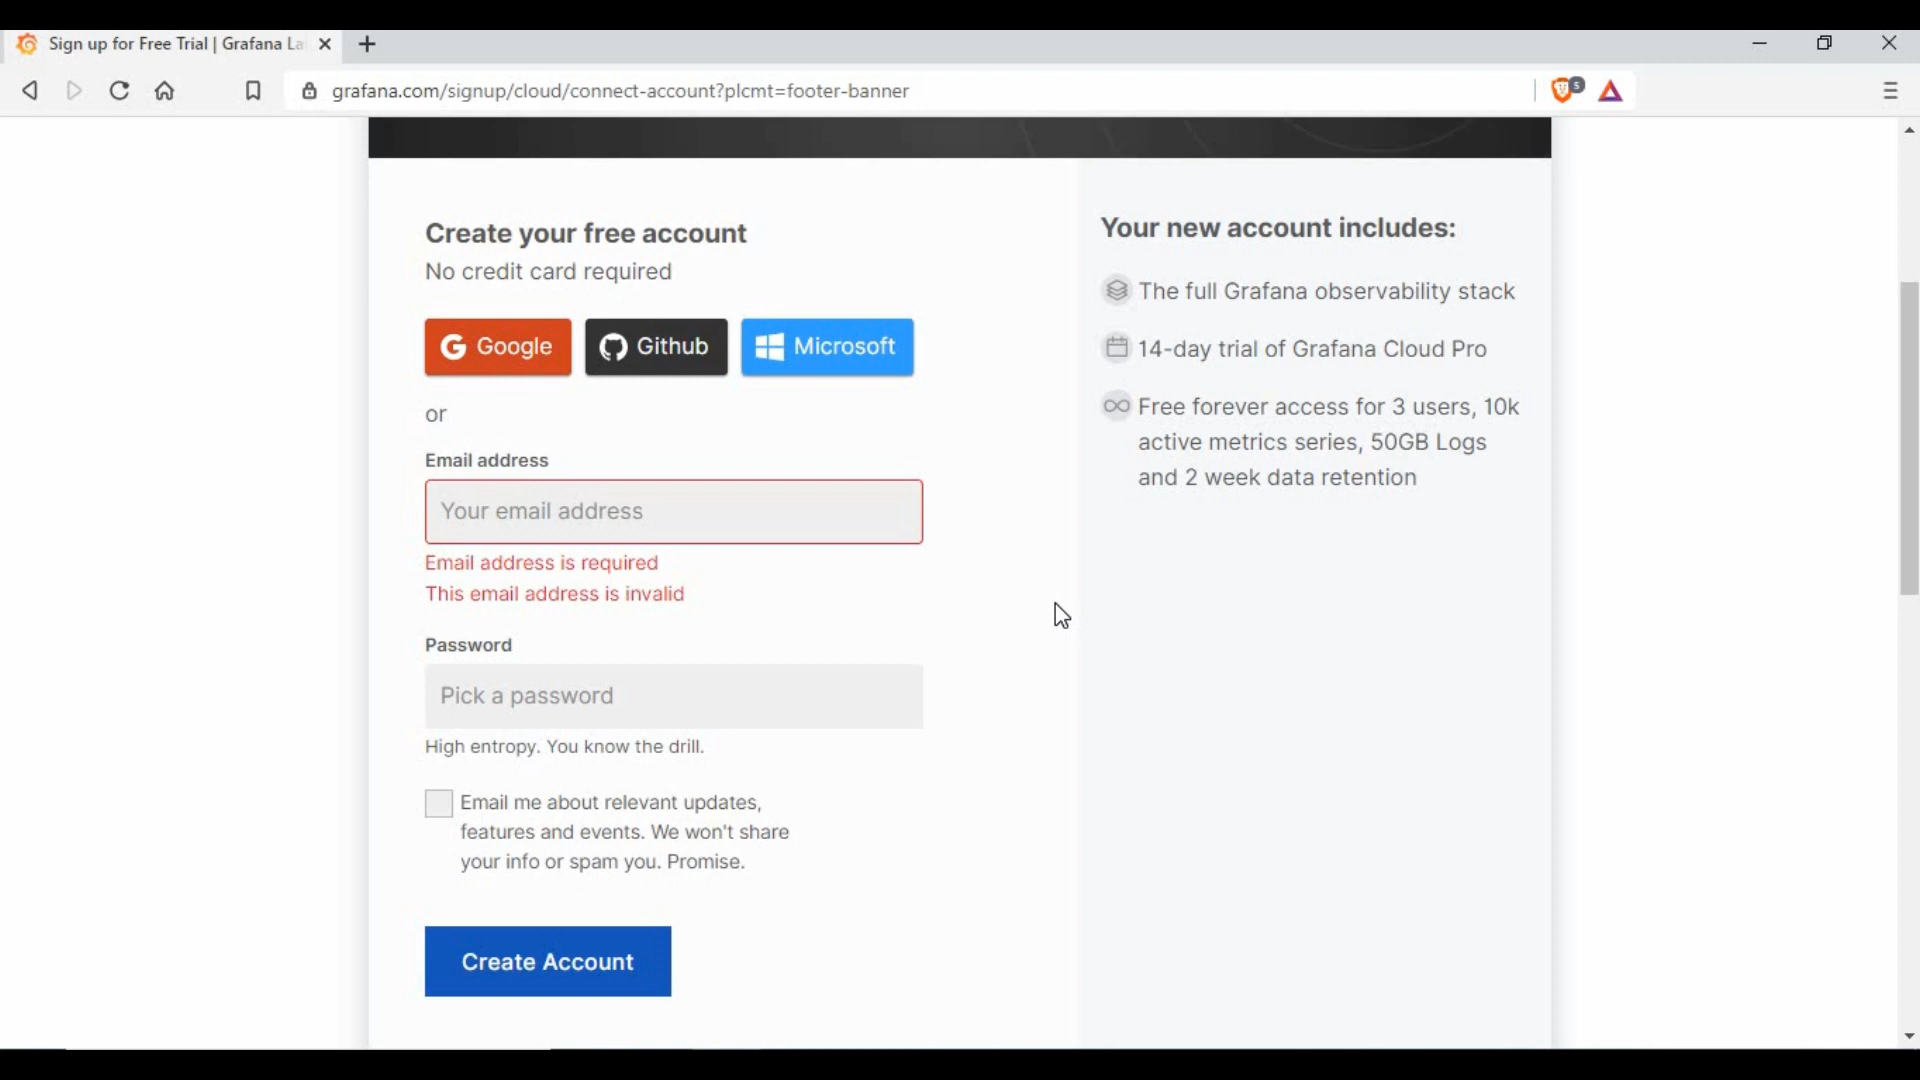 Sign up for Free Trial | Grafana La
grafana.com/signup/cloud/connect-account?plcmt=footer-banner
5
Create your free account
No credit card required
Google
Github
Microsoft
or
Email address
Your email address
Email address is required
This email address is invalid
Password
Pick a password
High entropy. You know the drill.
Email me about relevant updates,
features and events. We won't share
your info or spam you. Promise.
Create Account
Your new account includes:
The full Grafana observability stack
14-day trial of Grafana Cloud Pro
Free forever access for 3 users, 10k
active metrics series, 50GB Logs
and 2 week data retention